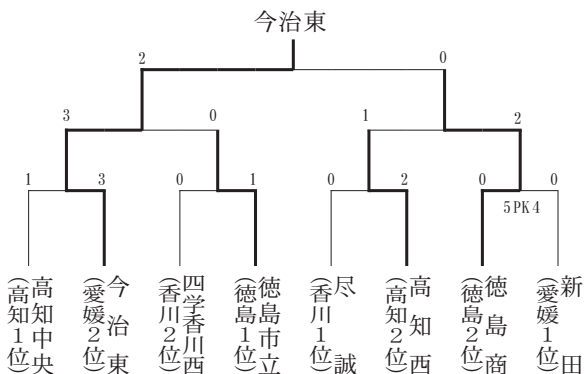 今治東
2 0
3 0 1 2
1 3 0 1 0 2 0 0
5PK4
高知中央
(高知1位)
今治東
(愛媛2位)
四学香川西
(香川2位)
徳島市立
(徳島1位)
尽誠
(香川1位)
高知西
(高知2位)
徳島商
(徳島2位)
新田
(愛媛1位)